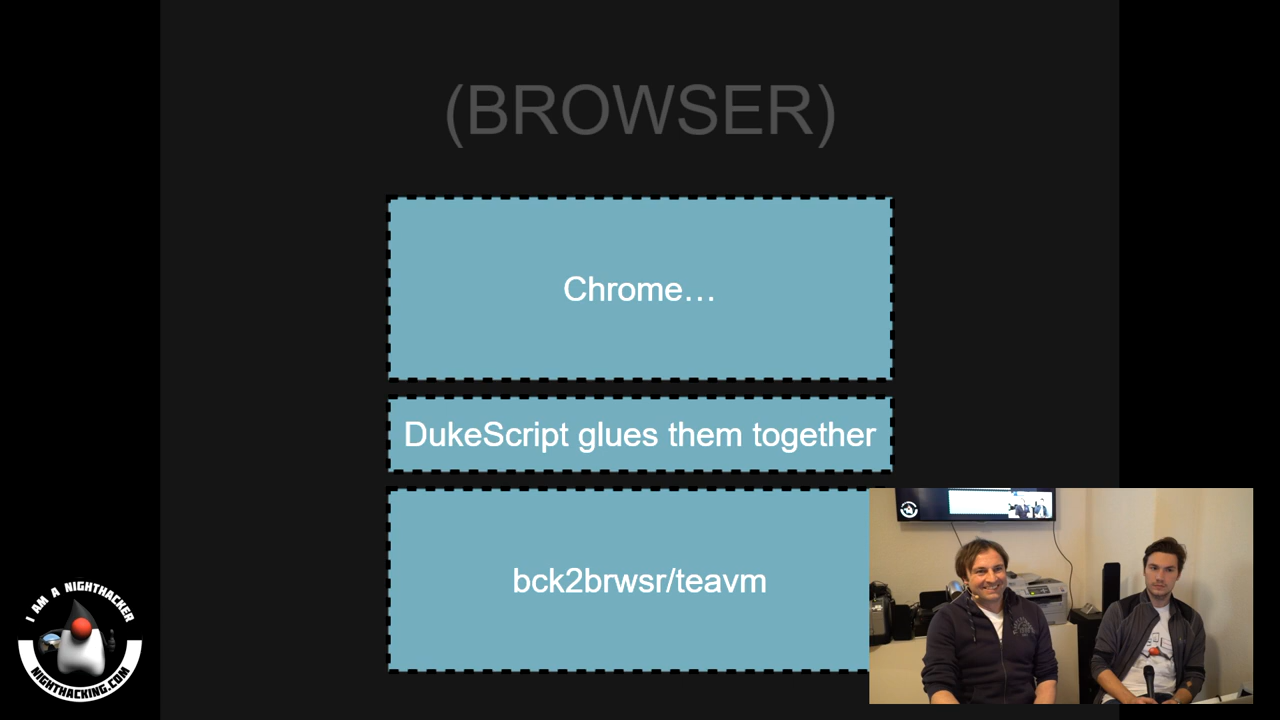 (BROWSER)
Chrome…
DukeScript glues them together
bck2brwsr/teavm
I AM A NIGHTHACKER
NIGHTHACKING.COM